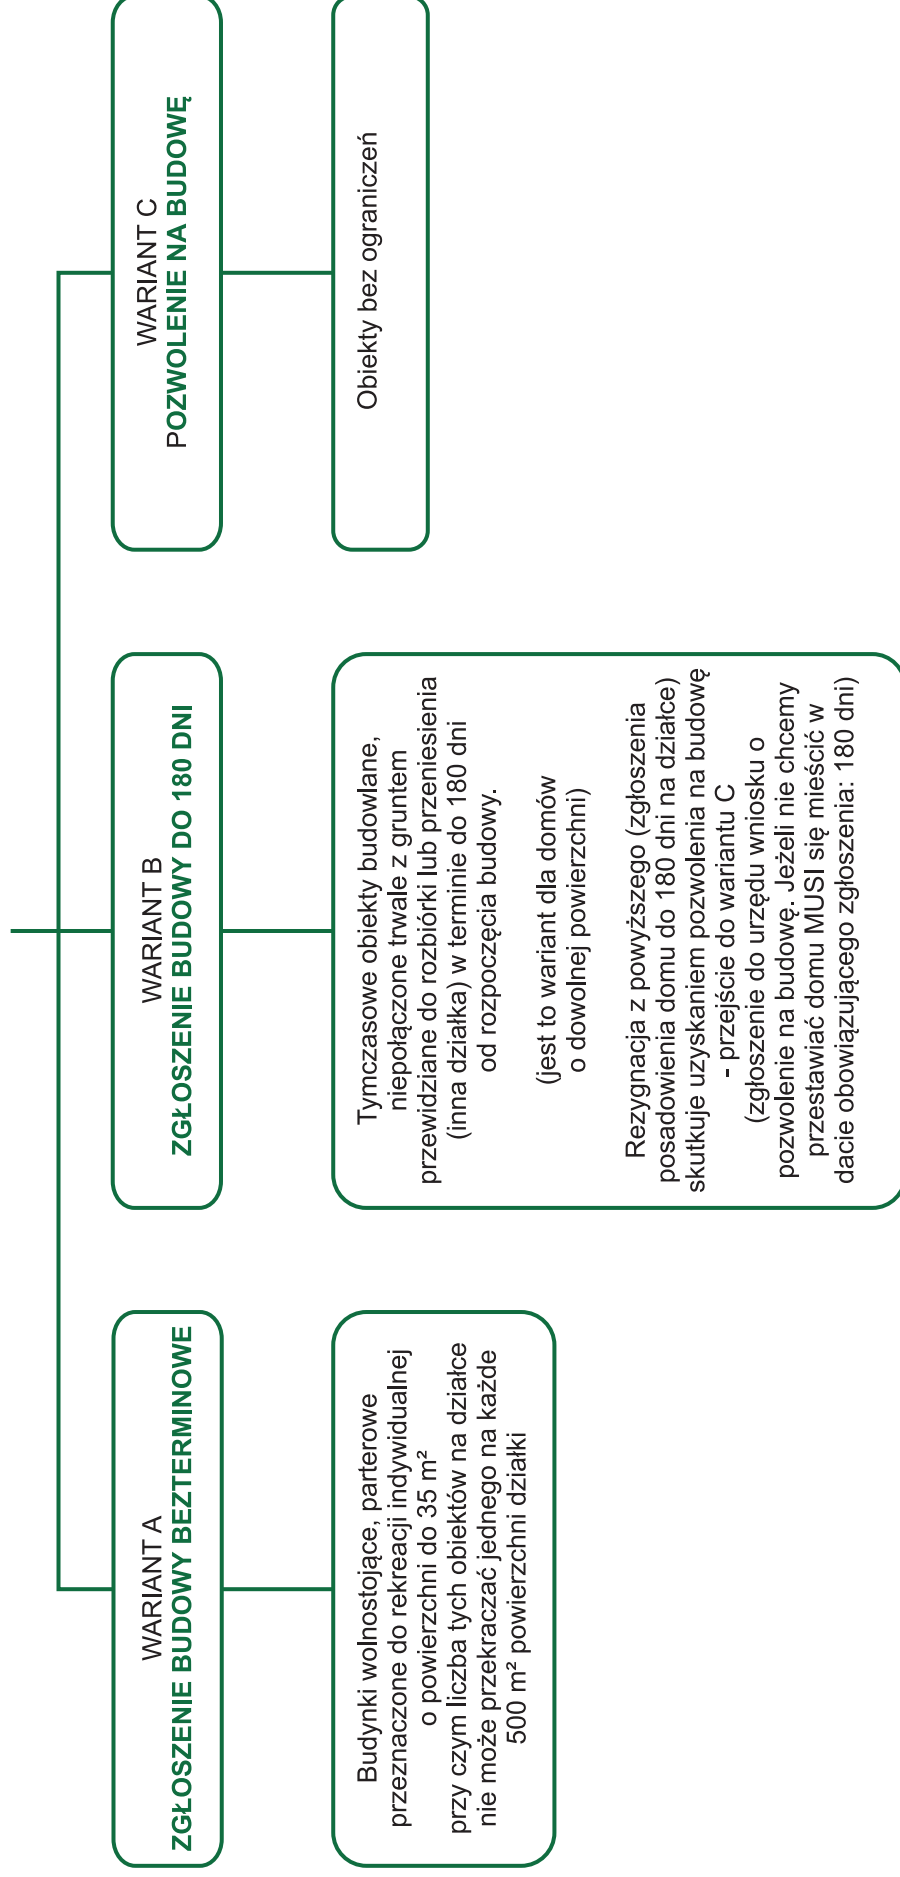 WARIANT A
ZGŁOSZENIE BUDOWY BEZTERMINOWE
Budynki wolnostojące, parterowe
przeznaczone do rekreacji indywidualnej
o powierzchni do 35 m²
przy czym liczba tych obiektów na działce
nie może przekraczać jednego na każde
500 m² powierzchni działki
WARIANT B
ZGŁOSZENIE BUDOWY DO 180 DNI
Tymczasowe obiekty budowlane,
niepołączone trwale z gruntem
przewidziane do rozbiórki lub przeniesienia
(inna działka) w terminie do 180 dni
od rozpoczęcia budowy.
(jest to wariant dla domów
o dowolnej powierzchni)
Rezygnacja z powyższego (zgłoszenia
posadowienia domu do 180 dni na działce)
skutkuje uzyskaniem pozwolenia na budowę
- przejście do wariantu C
(zgłoszenie do urzędu wniosku o
pozwolenie na budowę. Jeżeli nie chcemy
przestawiać domu MUSI się mieścić w
dacie obowiązującego zgłoszenia: 180 dni)
WARIANT C
POZWOLENIE NA BUDOWĘ
Obiekty bez ograniczeń